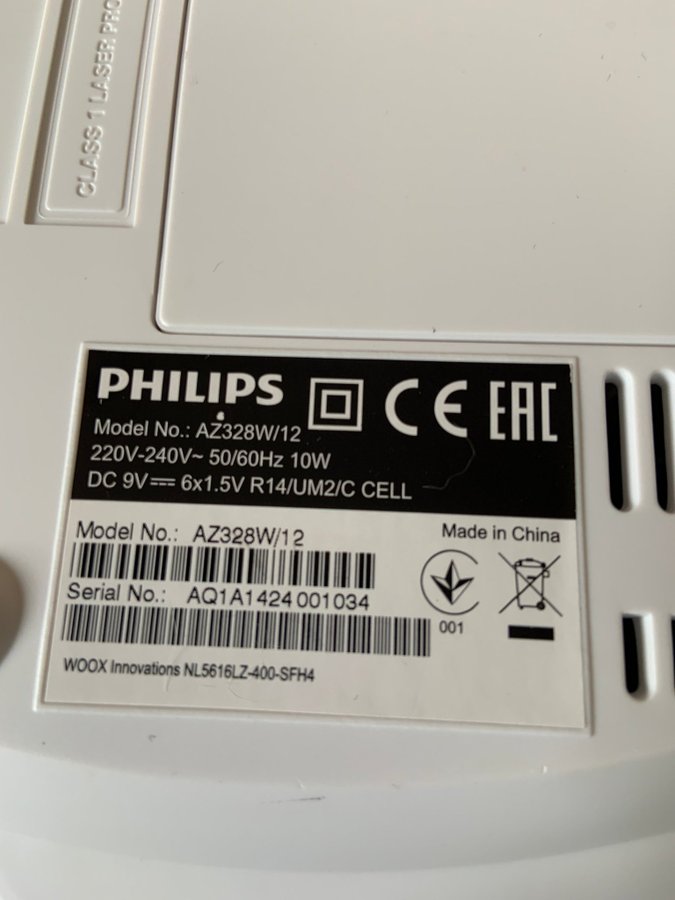 CLASS 1 LASER PRO
PHILIPS CE EAC
Model No.: AZ328W/12
220V-240V~ 50/60Hz 10W
DC 9V⎓ 6x1.5V R14/UM2/C CELL
Model No.: AZ328W/12
Made in China
Serial No.: AQ1A1424001034
001
WOOX Innovations NL5616LZ-400-SFH4